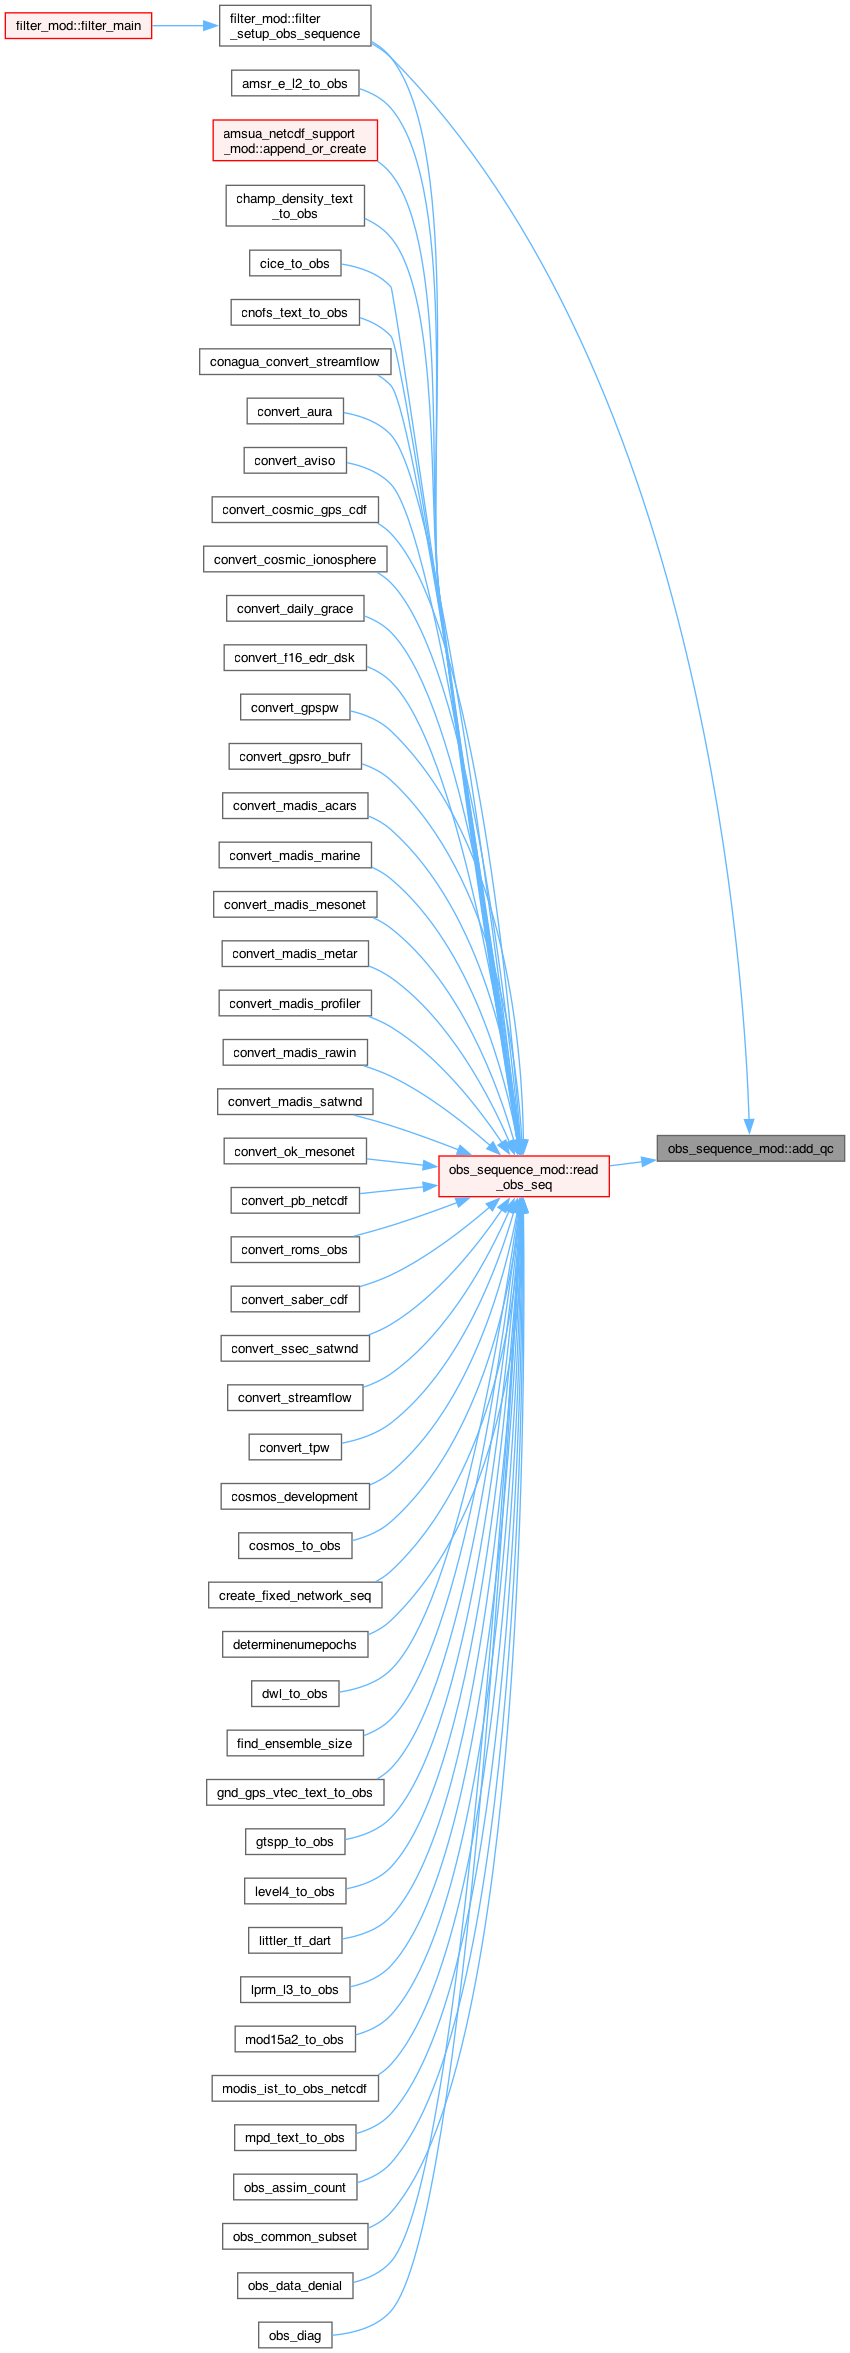 filter_mod::filter_main
filter_mod::filter
_setup_obs_sequence
amsr_e_l2_to_obs
amsua_netcdf_support
_mod::append_or_create
champ_density_text
_to_obs
cice_to_obs
cnofs_text_to_obs
conagua_convert_streamflow
convert_aura
convert_aviso
convert_cosmic_gps_cdf
convert_cosmic_ionosphere
convert_daily_grace
convert_f16_edr_dsk
convert_gpspw
convert_gpsro_bufr
convert_madis_acars
convert_madis_marine
convert_madis_mesonet
convert_madis_metar
convert_madis_profiler
convert_madis_rawin
convert_madis_satwnd
convert_ok_mesonet
convert_pb_netcdf
convert_roms_obs
convert_saber_cdf
convert_ssec_satwnd
convert_streamflow
convert_tpw
cosmos_development
cosmos_to_obs
create_fixed_network_seq
determinenumepochs
dwl_to_obs
find_ensemble_size
gnd_gps_vtec_text_to_obs
gtspp_to_obs
level4_to_obs
littler_tf_dart
lprm_l3_to_obs
mod15a2_to_obs
modis_ist_to_obs_netcdf
mpd_text_to_obs
obs_assim_count
obs_common_subset
obs_data_denial
obs_diag
obs_sequence_mod::read
_obs_seq
obs_sequence_mod::add_qc